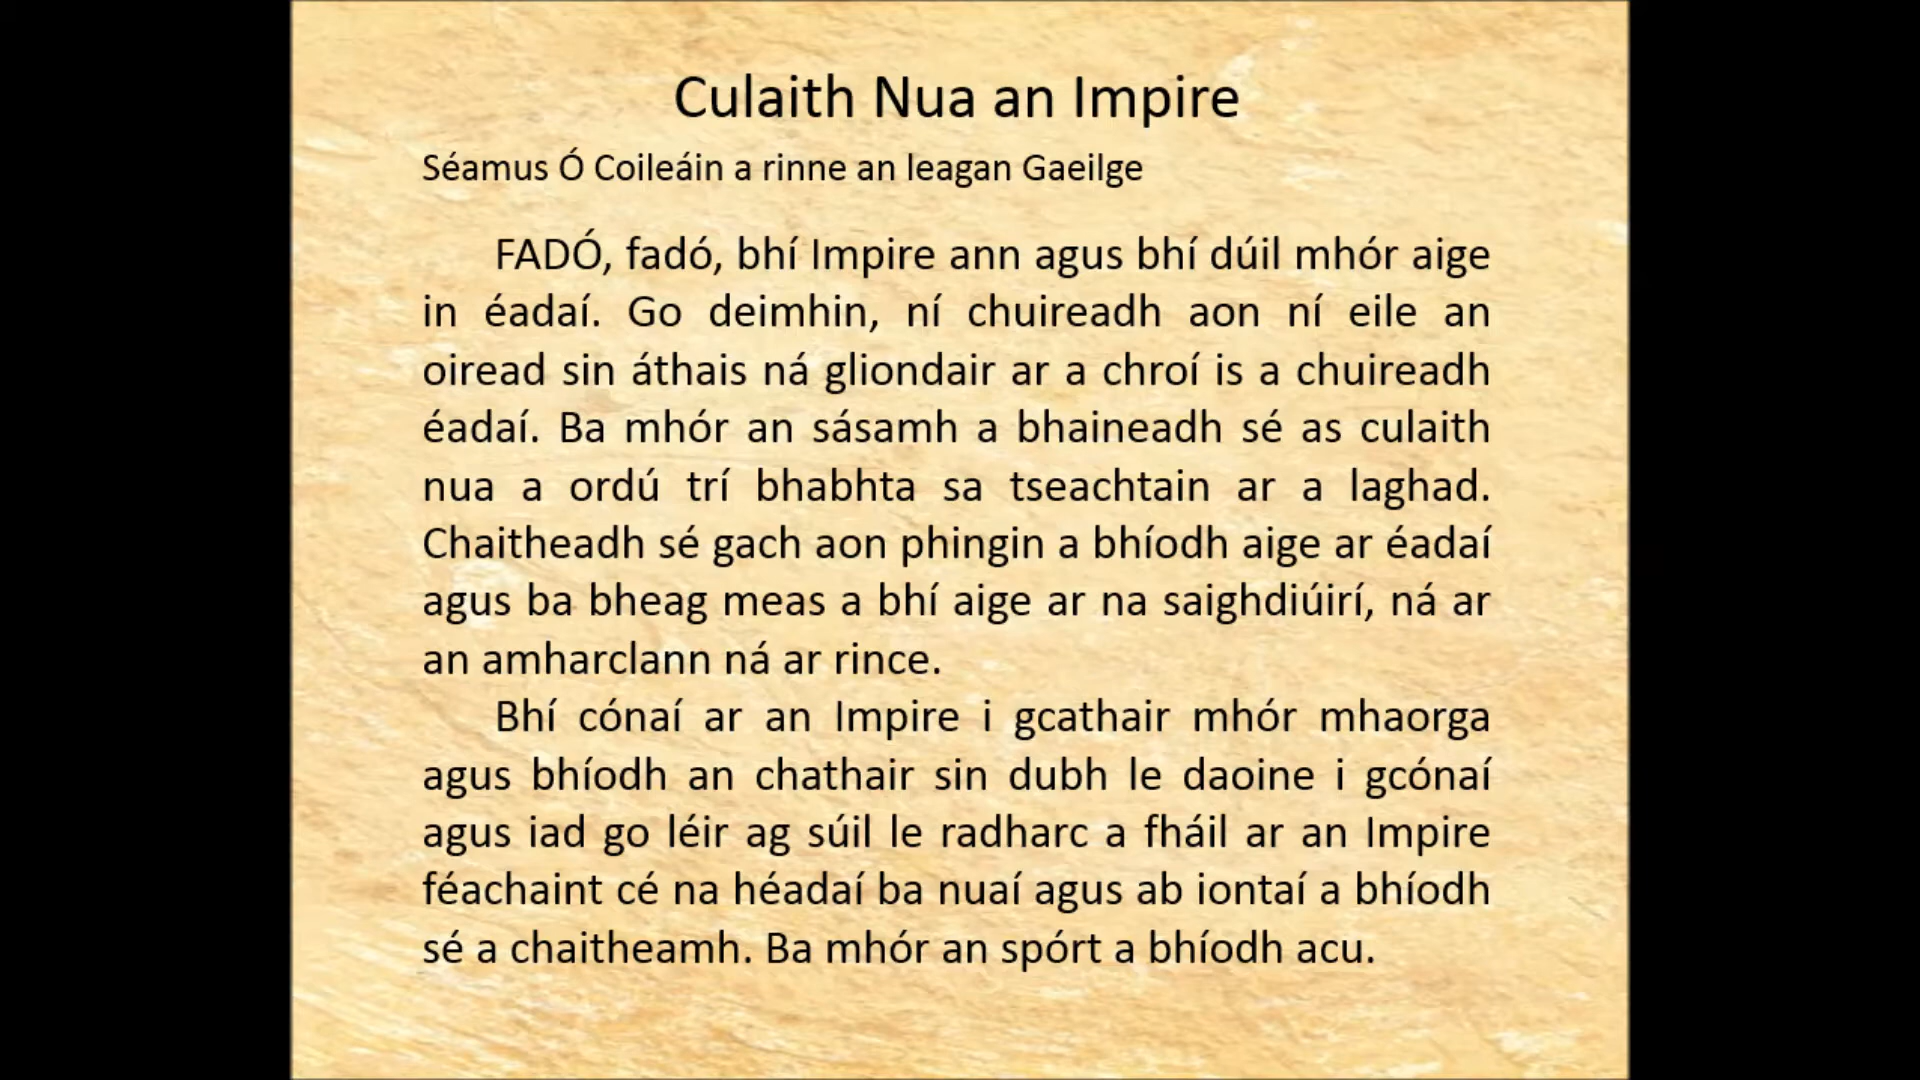 Culaith Nua an Impire
Séamus Ó Coileáin a rinne an leagan Gaeilge
FADÓ, fadó, bhí Impire ann agus bhí dúil mhór aige
in éadaí. Go deimhin, ní chuireadh aon ní eile an
oiread sin áthais ná gliondair ar a chroí is a chuireadh
éadaí. Ba mhór an sásamh a bhaineadh sé as culaith
nua a ordú trí bhabhta sa tseachtain ar a laghad.
Chaitheadh sé gach aon phingin a bhíodh aige ar éadaí
agus ba bheag meas a bhí aige ar na saighdiúirí, ná ar
an amharclann ná ar rince.
Bhí cónaí ar an Impire i gcathair mhór mhaorga
agus bhíodh an chathair sin dubh le daoine i gcónaí
agus iad go léir ag súil le radharc a fháil ar an Impire
féachaint cé na héadaí ba nuaí agus ab iontaí a bhíodh
sé a chaitheamh. Ba mhór an spórt a bhíodh acu.